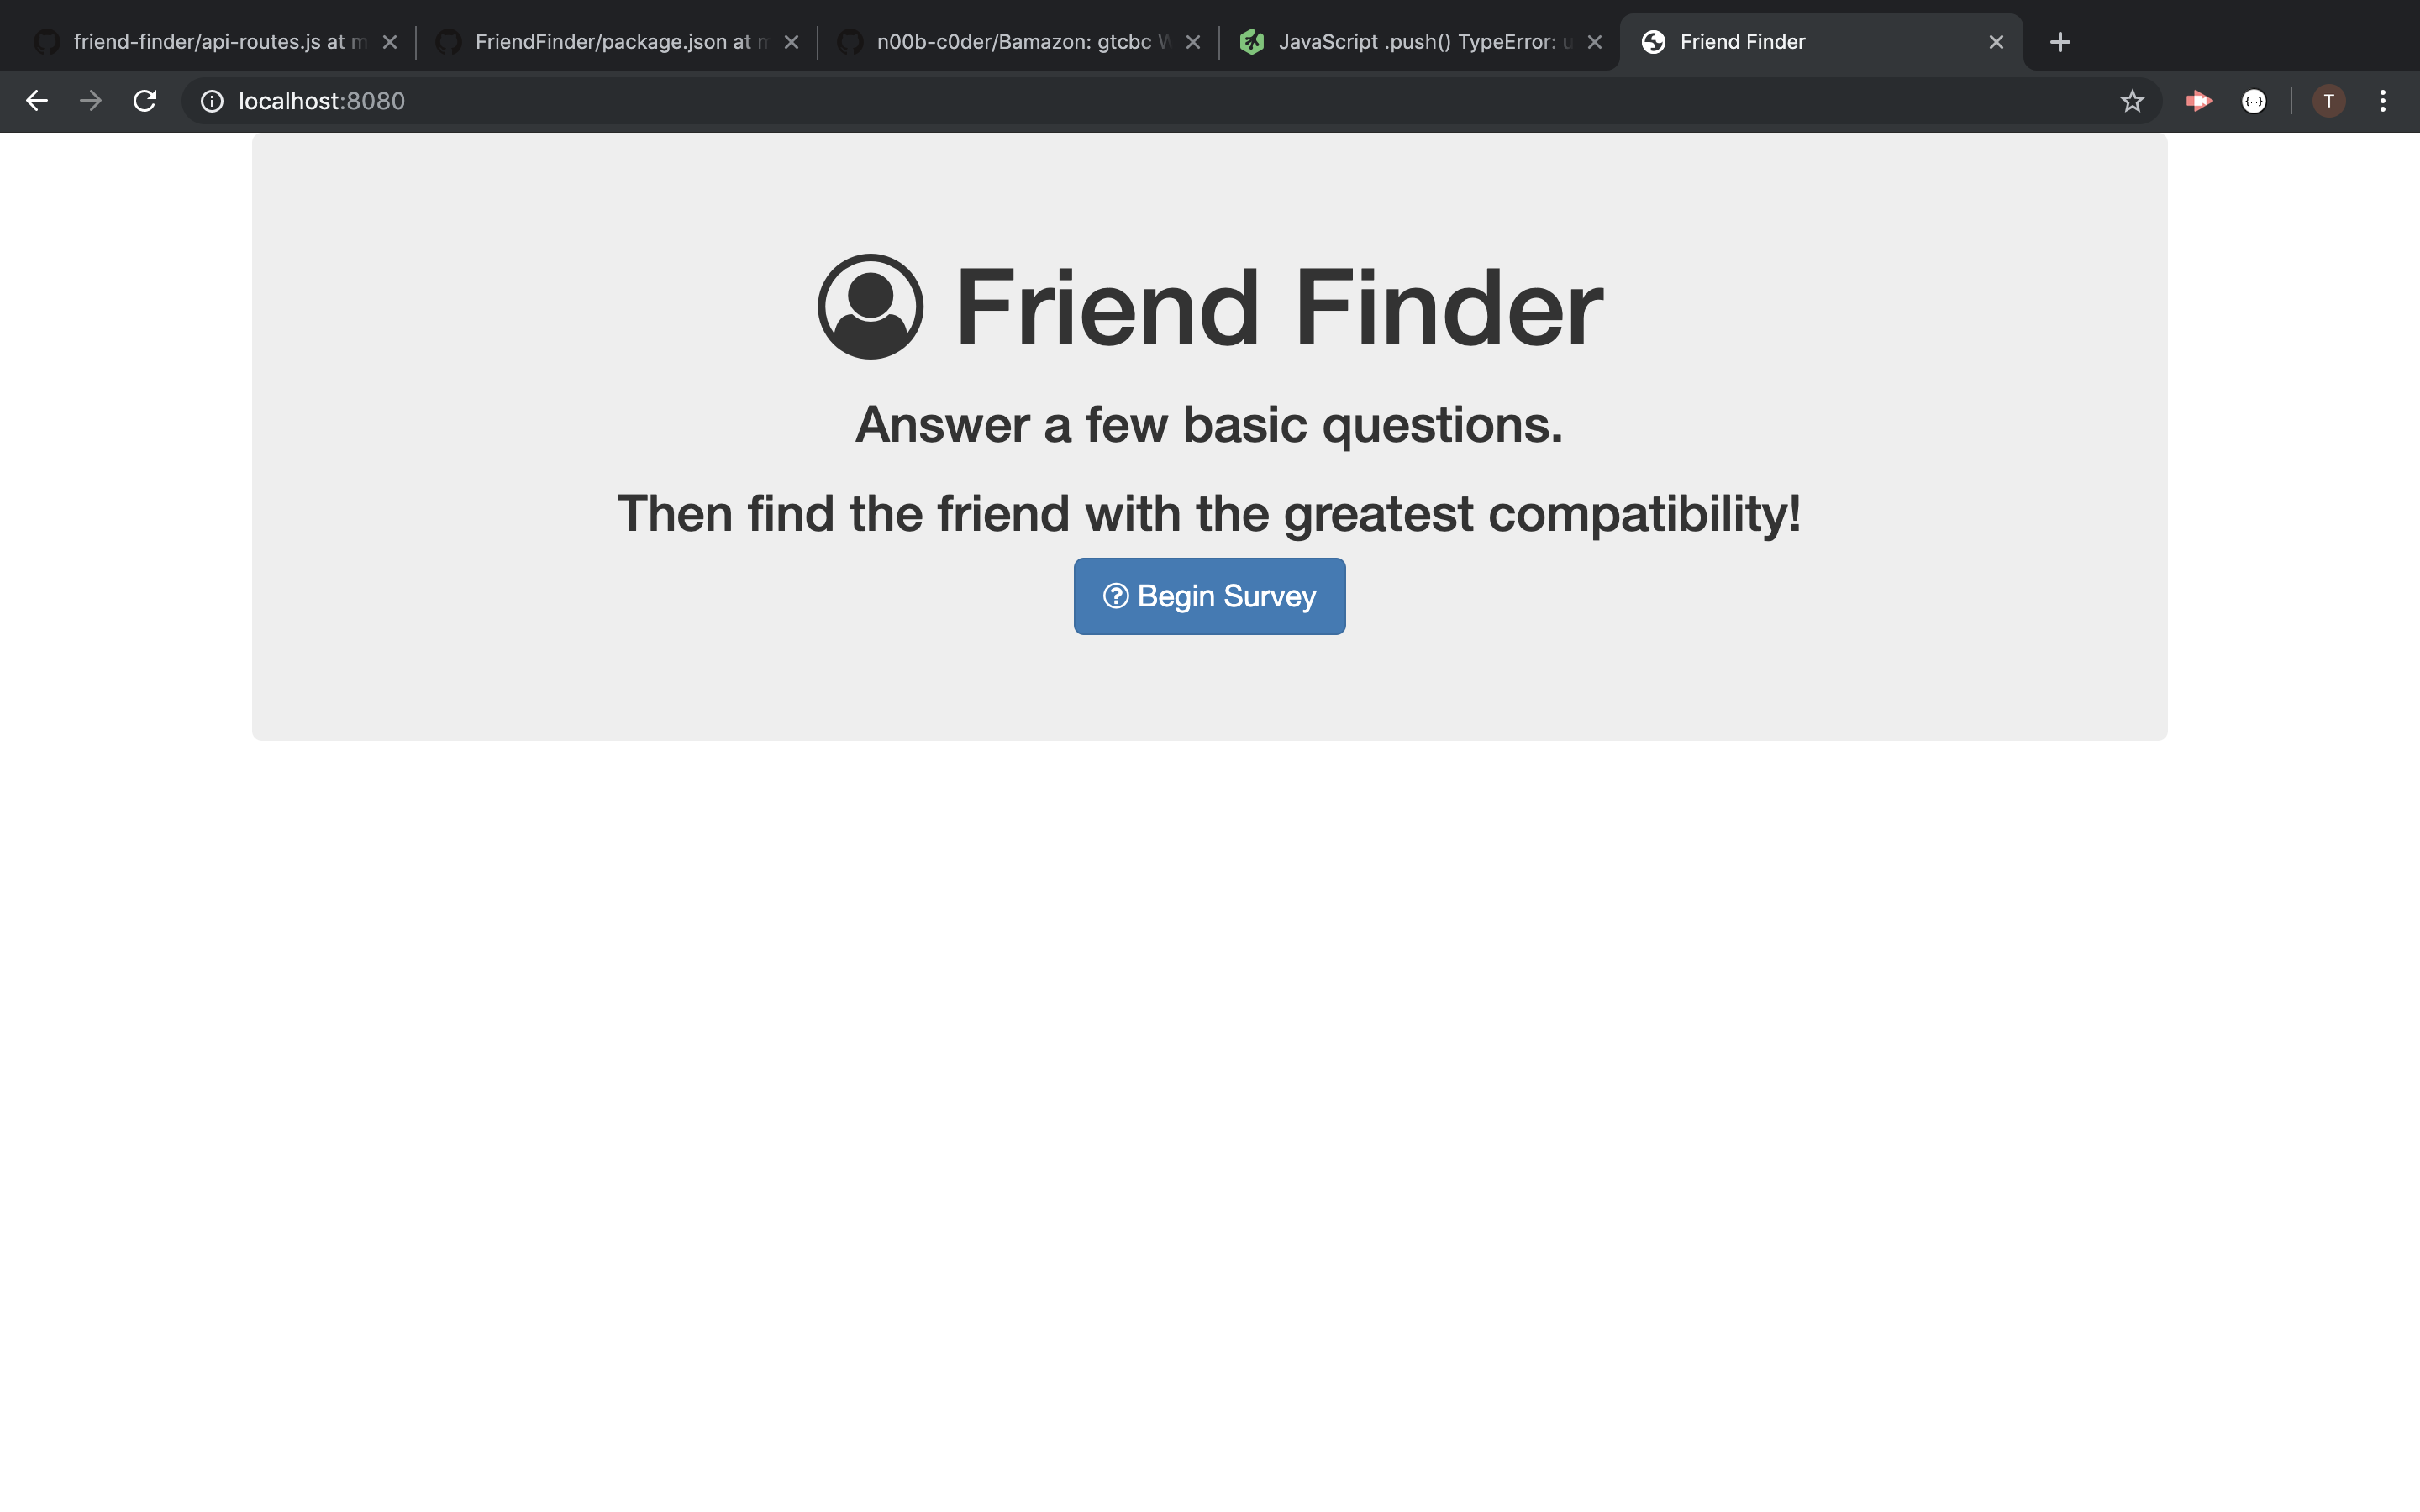 friend-finder/api-routes.js at m
FriendFinder/package.json at m
n00b-c0der/Bamazon: gtcbc W
JavaScript .push() TypeError: u
Friend Finder
localhost:8080
T
Friend Finder
Answer a few basic questions.
Then find the friend with the greatest compatibility!
Begin Survey